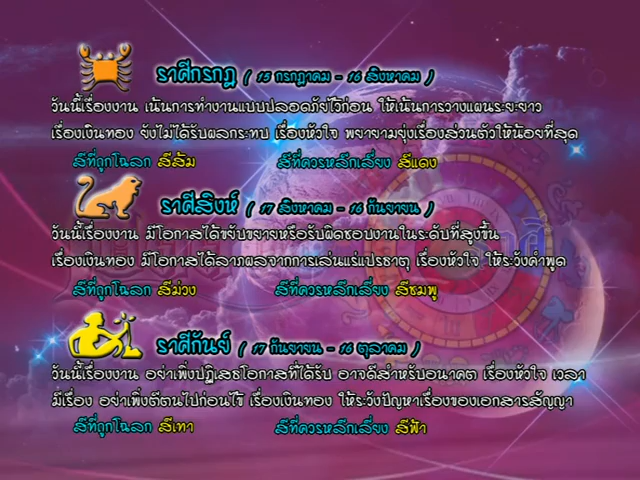 ราศีกรกฎ ( 15 กรกฎาคม - 16 สิงหาคม )
วันนี้เรื่องงาน เน้นการทำงานแบบปลอดภัยไว้ก่อน ให้เน้นการวางแผนระยะยาว
เรื่องเงินทอง ยังไม่ได้รับผลกระทบ เรื่องหัวใจ พยายามยุ่งเรื่องส่วนตัวให้น้อยที่สุด
สีที่ถูกโฉลก สีส้ม สีที่ควรหลีกเลี่ยง สีแดง
ราศีสิงห์ ( 17 สิงหาคม - 16 กันยายน )
วันนี้เรื่องงาน มีโอกาสได้ขยับขยายหรือรับผิดชอบงานในระดับที่สูงขึ้น
เรื่องเงินทอง มีโอกาสได้ลาภผลจากการเล่นแร่แปรธาตุ เรื่องหัวใจ ให้ระวังคำพูด
สีที่ถูกโฉลก สีม่วง สีที่ควรหลีกเลี่ยง สีชมพู
ราศีกันย์ ( 17 กันยายน - 16 ตุลาคม )
วันนี้เรื่องงาน อย่าเพิ่งปฏิเสธโอกาสที่ได้รับ อาจดีสำหรับอนาคต เรื่องหัวใจ เวลา
มีเรื่อง อย่าเพิ่งตีตนไปก่อนไข้ เรื่องเงินทอง ให้ระวังปัญหาเรื่องของเอกสารสัญญา
สีที่ถูกโฉลก สีเทา สีที่ควรหลีกเลี่ยง สีฟ้า